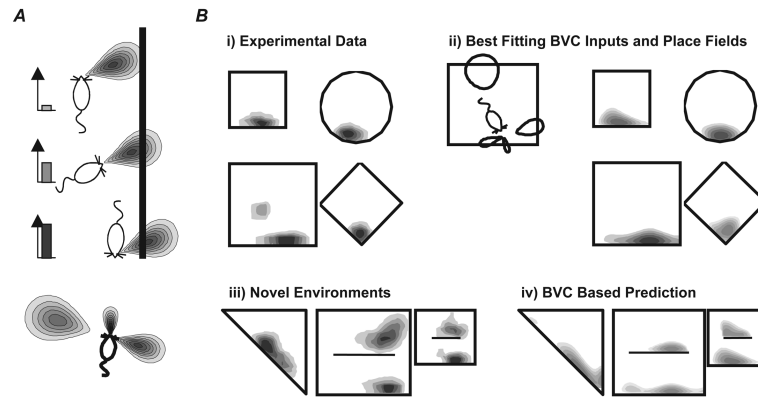 A
B
i) Experimental Data
ii) Best Fitting BVC Inputs and Place Fields
iii) Novel Environments
iv) BVC Based Prediction